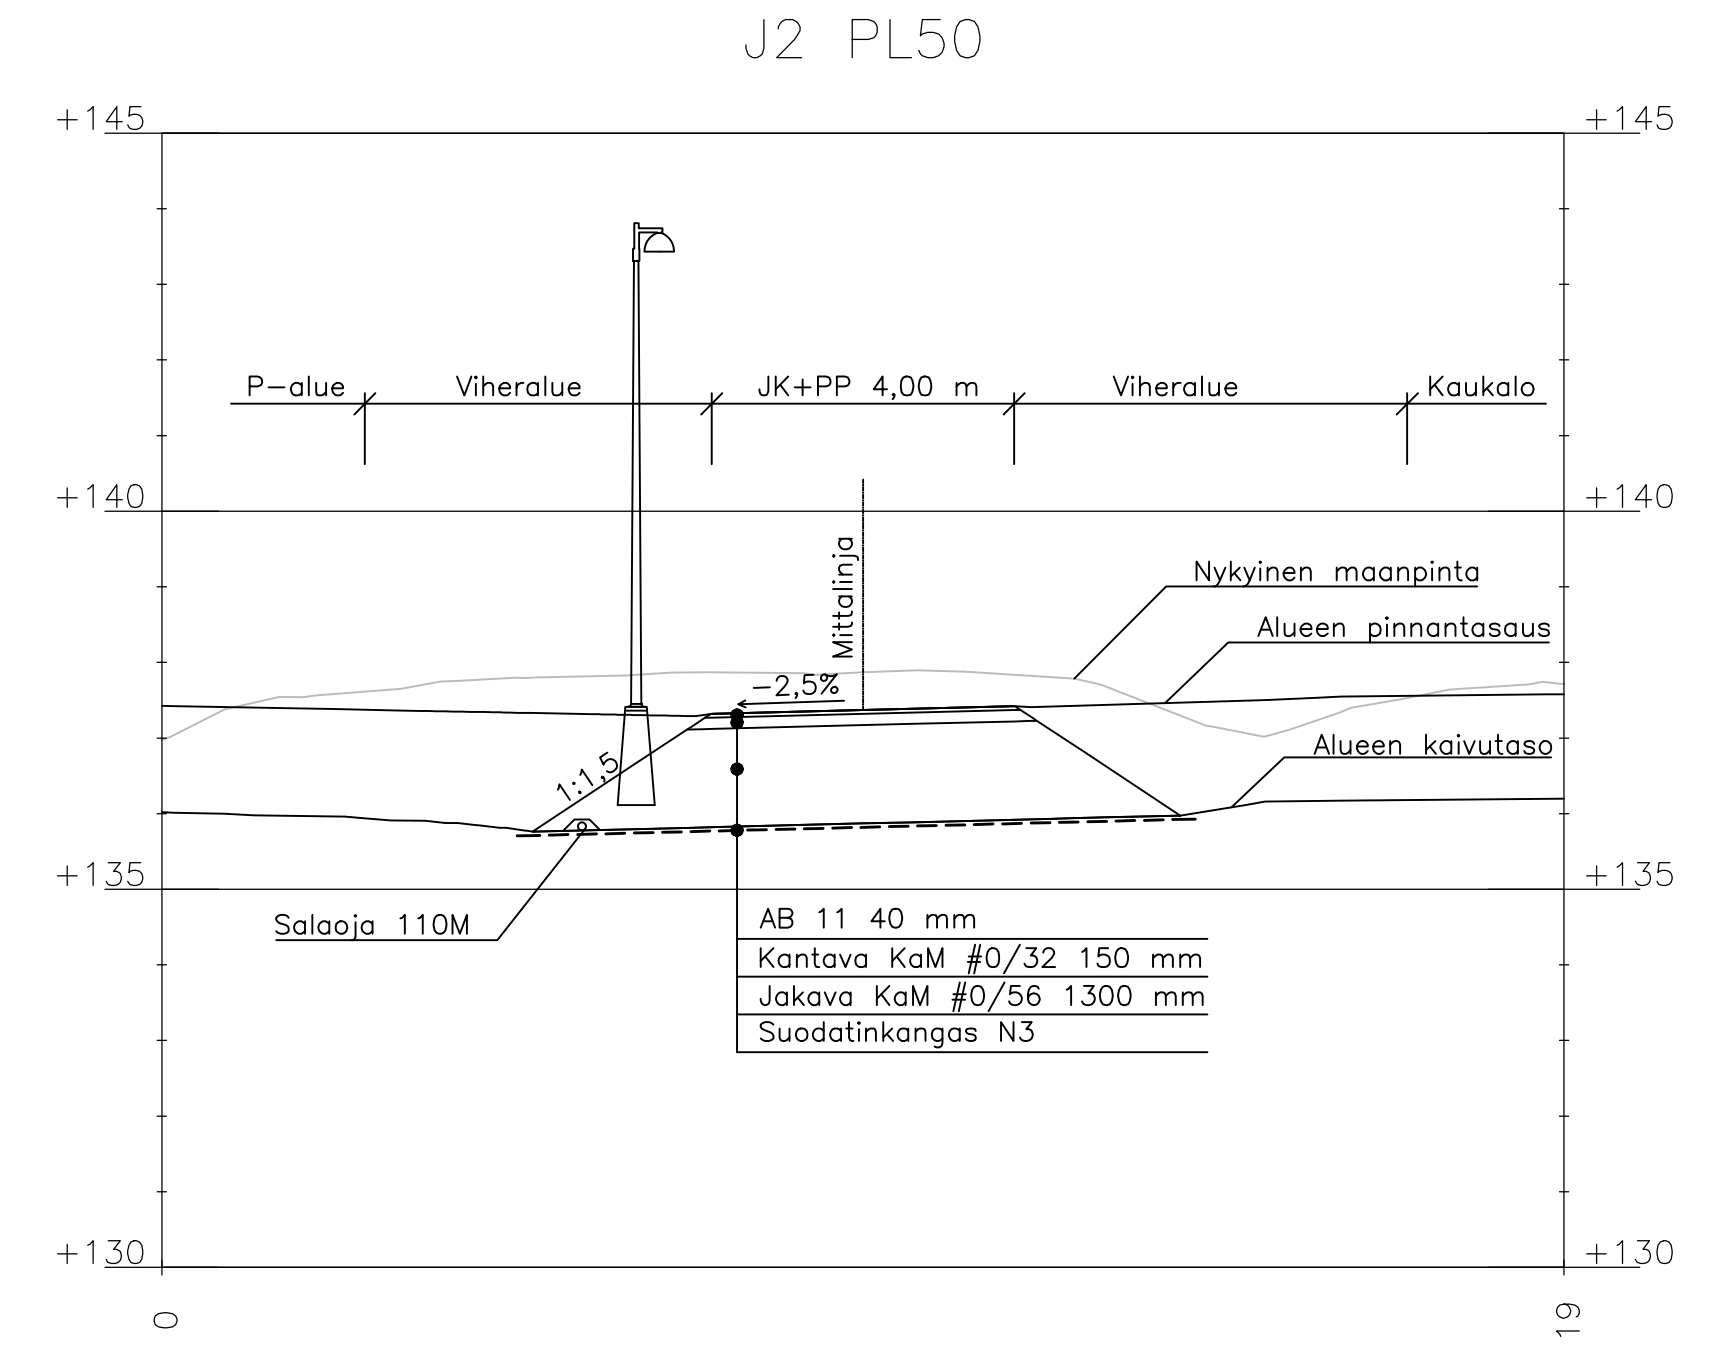 J2 PL50
+145 +145
P-alue Viheralue JK+PP 4,00 m Viheralue Kaukalo
+140 +140
Mittalinja
Nykyinen maanpinta
Alueen pinnantasaus
-2,5%
Alueen kaivutaso
1:1,5
+135 +135
Salaoja 110M
AB 11 40 mm
Kantava KaM #0/32 150 mm
Jakava KaM #0/56 1300 mm
Suodatinkangas N3
+130 +130
0 19